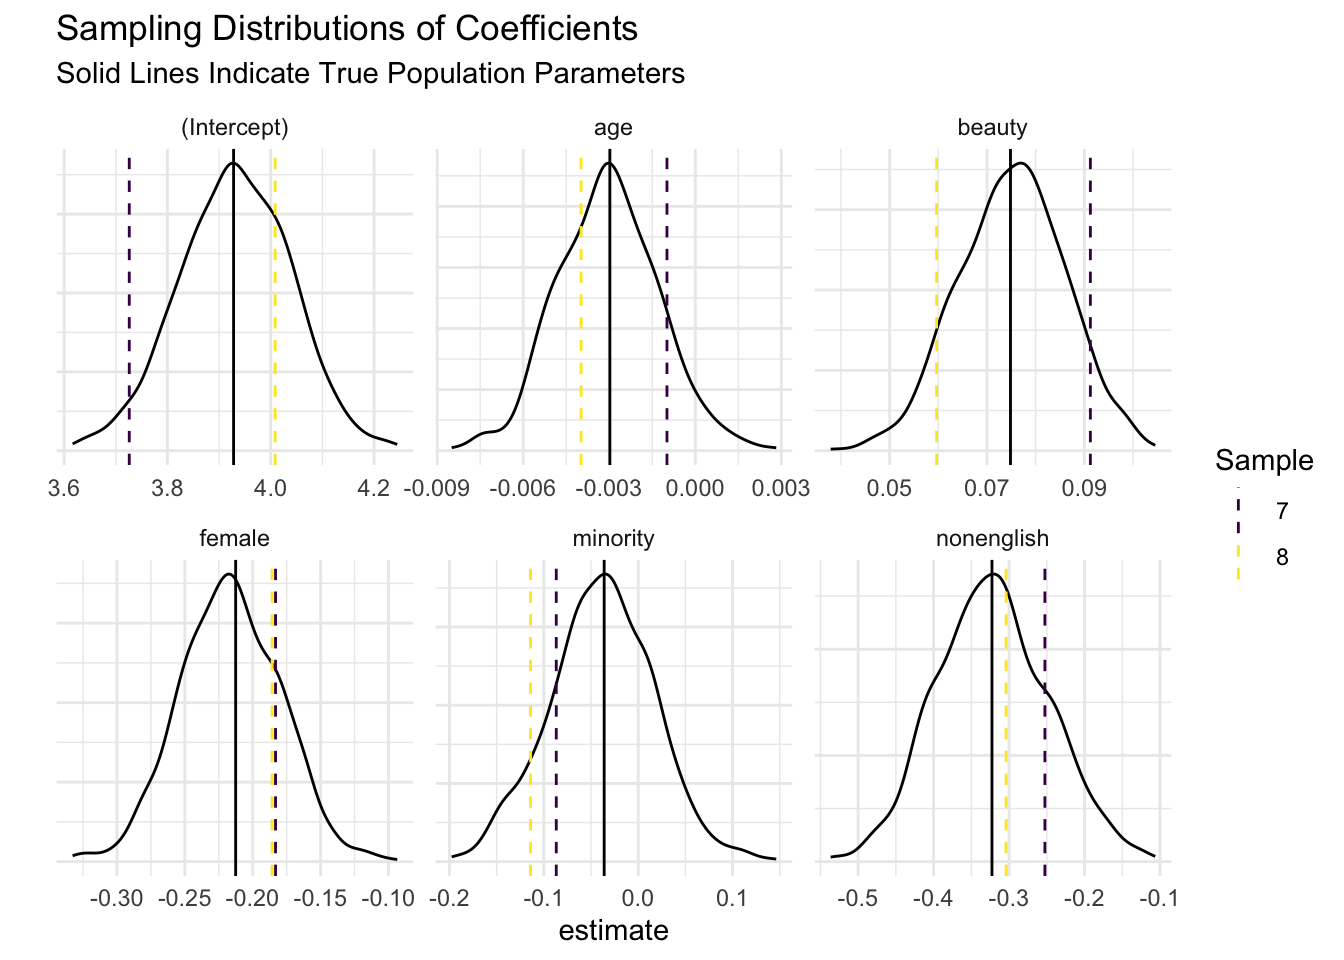 Sampling Distributions of Coefficients
Solid Lines Indicate True Population Parameters
(Intercept) age beauty
3.6 3.8 4.0 4.2 -0.009 -0.006 -0.003 0.000 0.003 0.05 0.07 0.09
Sample
7
8
female minority nonenglish
-0.30 -0.25 -0.20 -0.15 -0.10 -0.2 -0.1 0.0 0.1 -0.5 -0.4 -0.3 -0.2 -0.1
estimate